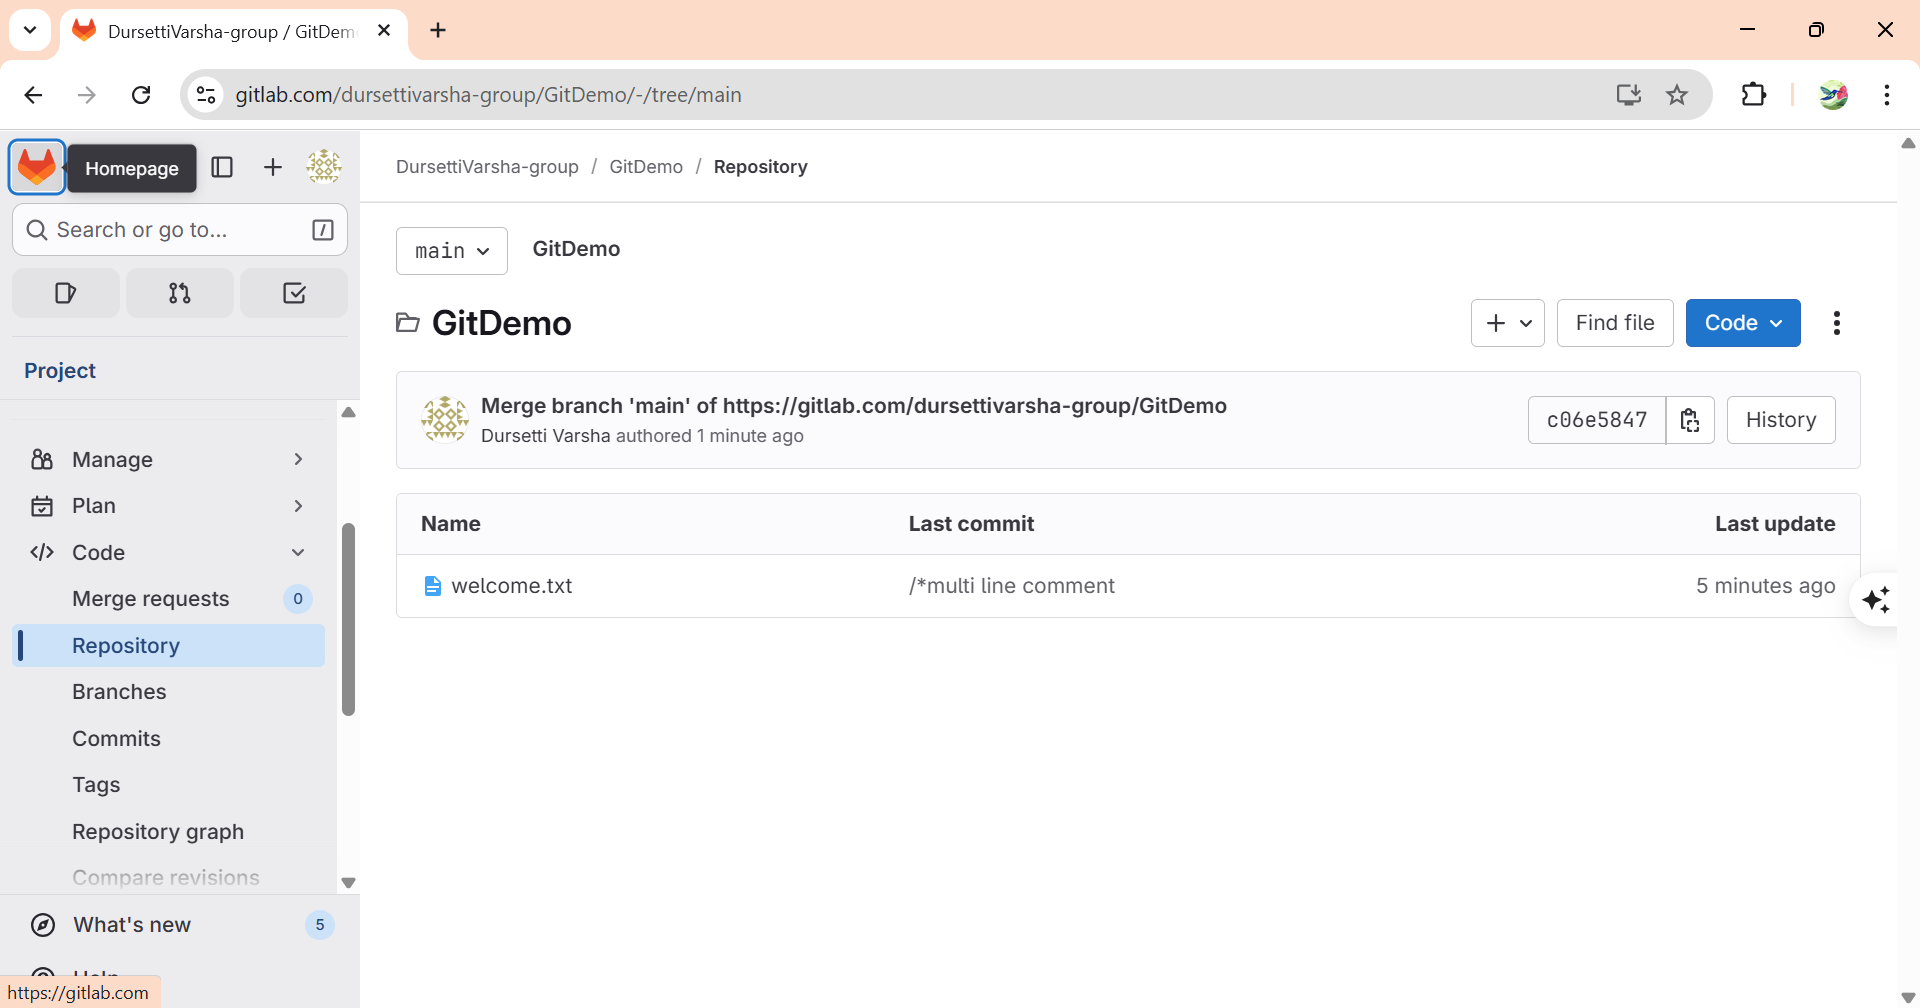 DursettiVarsha-group / GitDem
gitlab.com/dursettivarsha-group/GitDemo/-/tree/main
Homepage
Search or go to...
/
Project
Manage
Plan
Code
Merge requests 0
Repository
Branches
Commits
Tags
Repository graph
Compare revisions
What's new 5
Help
https://gitlab.com
DursettiVarsha-group / GitDemo / Repository
main
GitDemo
GitDemo
Find file
Code
Merge branch 'main' of https://gitlab.com/dursettivarsha-group/GitDemo
Dursetti Varsha authored 1 minute ago
c06e5847
History
Name Last commit Last update
welcome.txt /*multi line comment 5 minutes ago